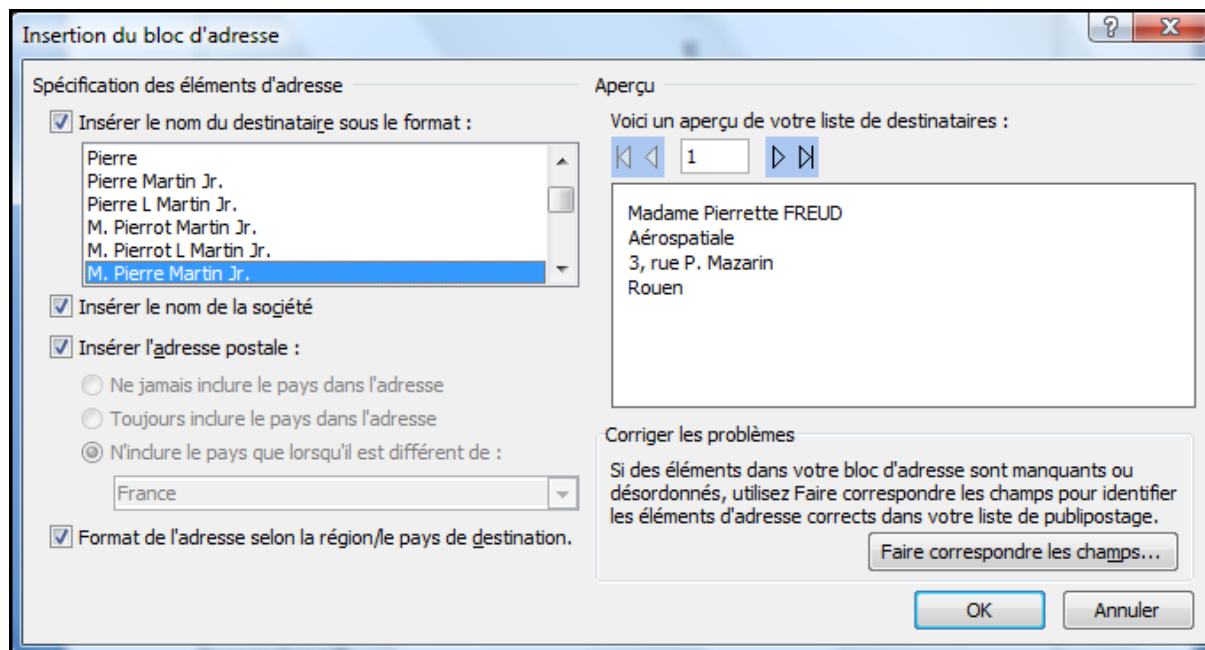 Insertion du bloc d'adresse
Spécification des éléments d'adresse
Insérer le nom du destinataire sous le format :
Pierre
Pierre Martin Jr.
Pierre L Martin Jr.
M. Pierrot Martin Jr.
M. Pierrot L Martin Jr.
M. Pierre Martin Jr.
Insérer le nom de la société
Insérer l'adresse postale :
Ne jamais inclure le pays dans l'adresse
Toujours inclure le pays dans l'adresse
N'inclure le pays que lorsqu'il est différent de :
France
Format de l'adresse selon la région/le pays de destination.
Aperçu
Voici un aperçu de votre liste de destinataires :
1
Madame Pierrette FREUD
Aérospatiale
3, rue P. Mazarin
Rouen
Corriger les problèmes
Si des éléments dans votre bloc d'adresse sont manquants ou
désordonnés, utilisez Faire correspondre les champs pour identifier
les éléments d'adresse corrects dans votre liste de publipostage.
Faire correspondre les champs...
OK
Annuler